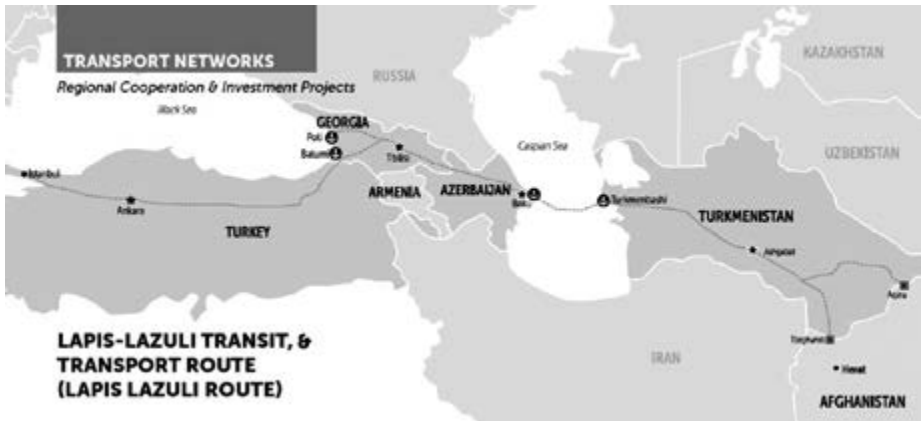 TRANSPORT NETWORKS
Regional Cooperation & Investment Projects
Black Sea
RUSSIA
KAZAKHSTAN
GEORGIA
Poti
Batumi
Tbilisi
Caspian Sea
UZBEKISTAN
Istanbul
Ankara
ARMENIA
AZERBAIJAN
Baku
Turkmenbashi
TURKMENISTAN
TURKEY
Ashgabat
Aqina
LAPIS-LAZULI TRANSIT, &
TRANSPORT ROUTE
(LAPIS LAZULI ROUTE)
IRAN
Herat
AFGHANISTAN